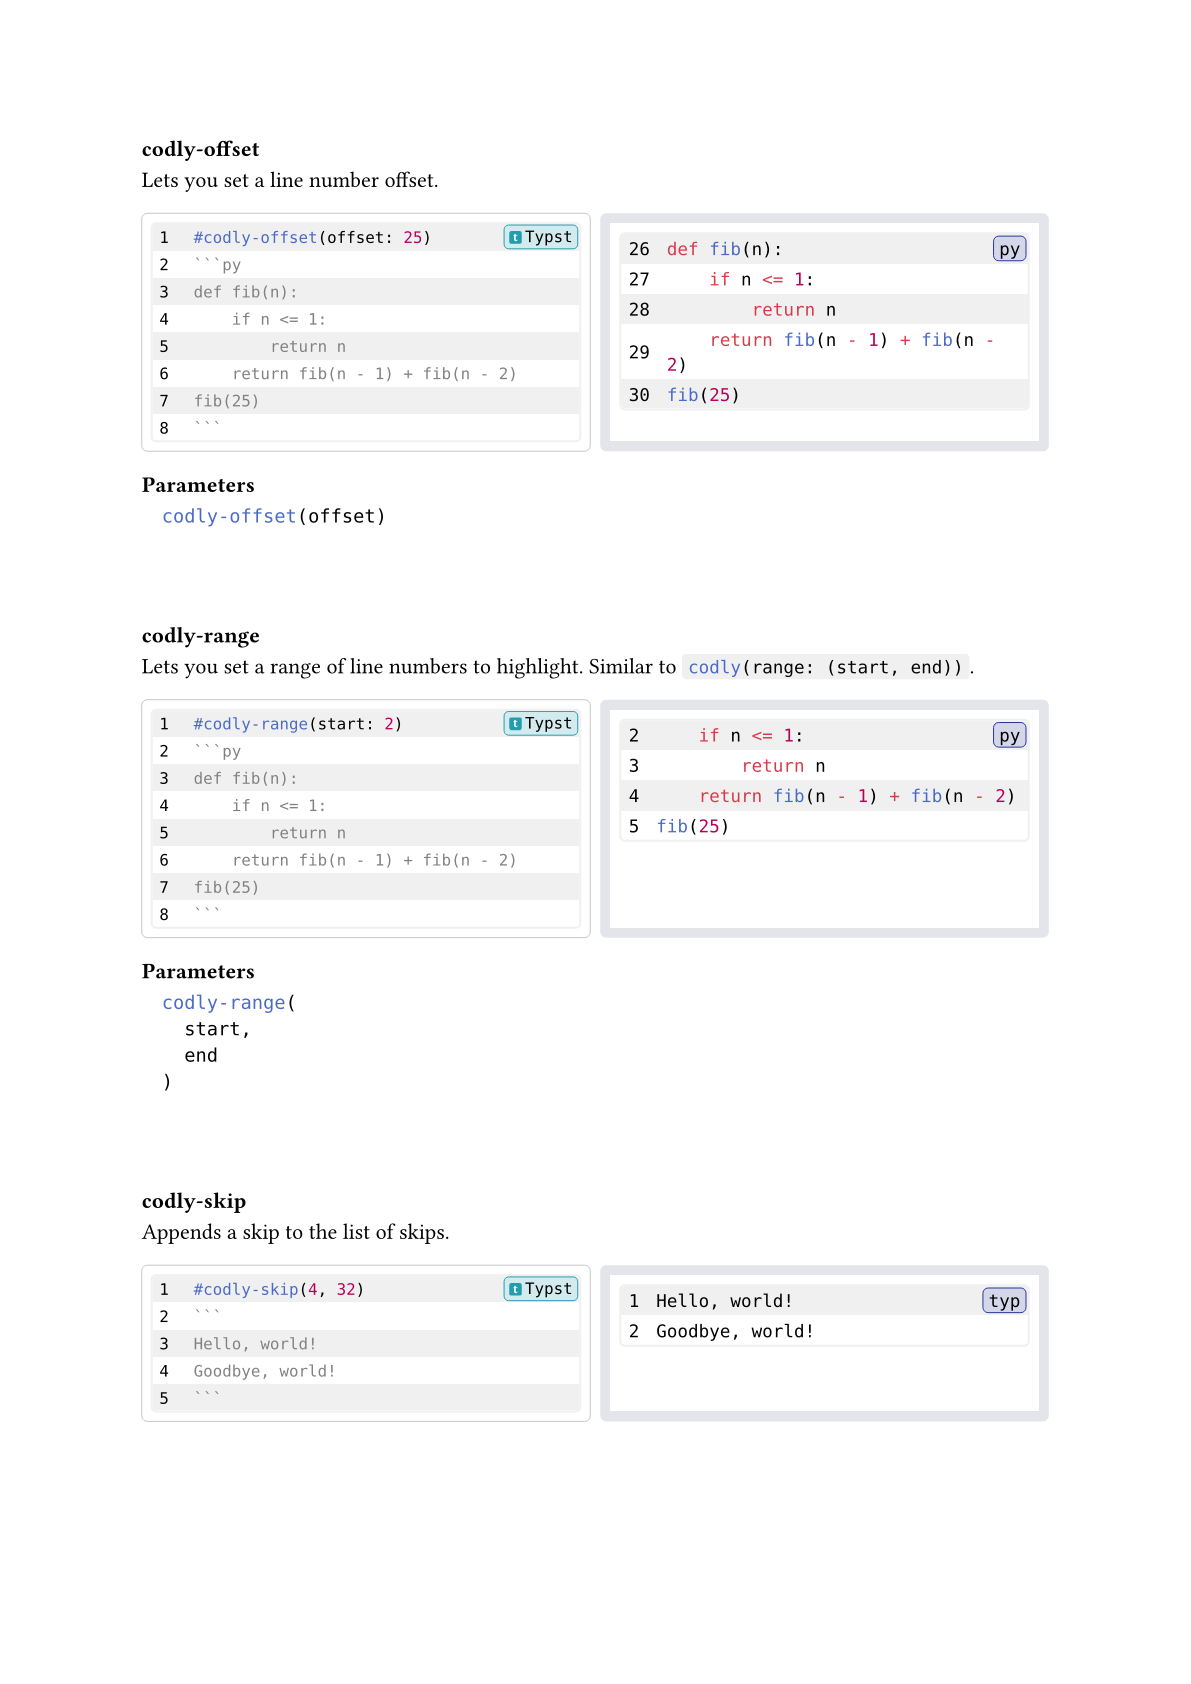 codly-offset
Lets you set a line number offset.
1 #codly-offset(offset: 25) t Typst
2 ```py
3 def fib(n):
4     if n <= 1:
5         return n
6     return fib(n - 1) + fib(n - 2)
7 fib(25)
8 ```
26 def fib(n): py
27     if n <= 1:
28         return n
29     return fib(n - 1) + fib(n -
2)
30 fib(25)
Parameters
codly-offset(offset)
codly-range
Lets you set a range of line numbers to highlight. Similar to codly(range: (start, end)) .
1 #codly-range(start: 2) t Typst
2 ```py
3 def fib(n):
4     if n <= 1:
5         return n
6     return fib(n - 1) + fib(n - 2)
7 fib(25)
8 ```
2     if n <= 1: py
3         return n
4     return fib(n - 1) + fib(n - 2)
5 fib(25)
Parameters
codly-range(
  start,
  end
)
codly-skip
Appends a skip to the list of skips.
1 #codly-skip(4, 32) t Typst
2 ```
3 Hello, world!
4 Goodbye, world!
5 ```
1 Hello, world! typ
2 Goodbye, world!